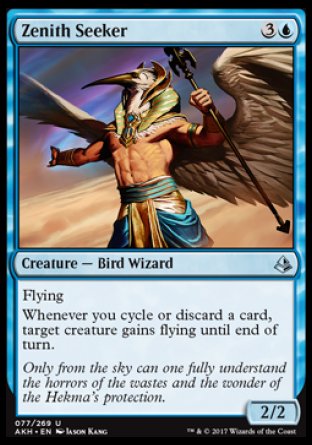 Zenith Seeker 3
Creature — Bird Wizard
Flying
Whenever you cycle or discard a card,
target creature gains flying until end of
turn.
Only from the sky can one fully understand
the horrors of the wastes and the wonder of
the Hekma's protection.
2/2
077/269 U
AKH • EN Jason Kang
™ & © 2017 Wizards of the Coast